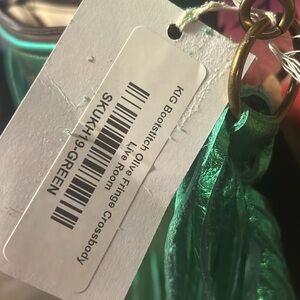 KIG Bootstitch Olive Fringe Crossbody
Live Room
SKUKH19-GREEN